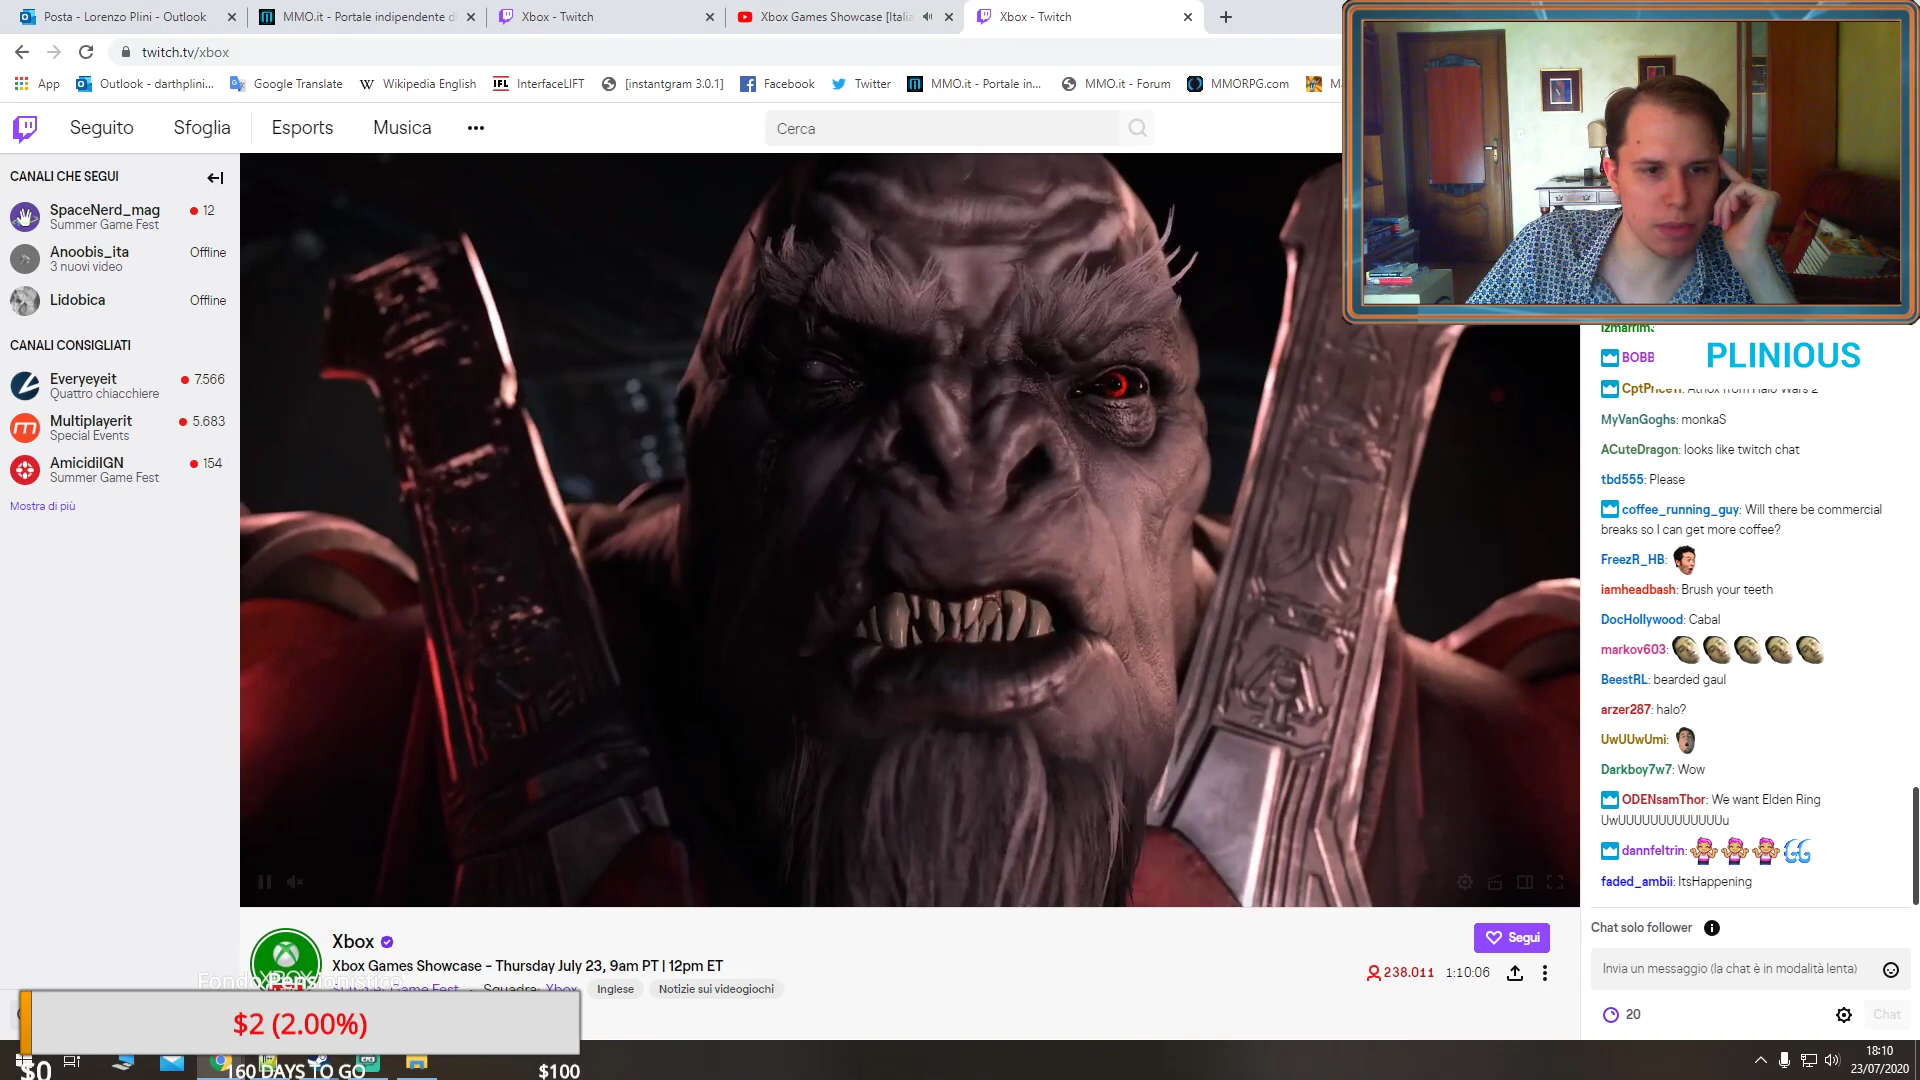 Posta - Lorenzo Plini - Outlook
MMO.it - Portale indipendente di
Xbox - Twitch
Xbox Games Showcase [Italia
Xbox - Twitch
twitch.tv/xbox
App
Outlook - darthplini...
Google Translate
Wikipedia English
IFL InterfaceLIFT
[instantgram 3.0.1]
Facebook
Twitter
MMO.it - Portale in...
MMO.it - Forum
MMORPG.com
Seguito
Sfoglia
Esports
Musica
Cerca
CANALI CHE SEGUI
SpaceNerd_mag
12
Summer Game Fest
Anoobis_ita
Offline
3 nuovi video
Lidobica
Offline
CANALI CONSIGLIATI
Everyeyeit
7.566
Quattro chiacchiere
Multiplayerit
5.683
Special Events
AmicidiIGN
154
Summer Game Fest
Mostra di più
PLINIOUS
BOBB
MyVanGoghs: monkaS
ACuteDragon: looks like twitch chat
tbd555: Please
coffee_running_guy: Will there be commercial
breaks so I can get more coffee?
FreezR_HB:
iamheadbash: Brush your teeth
DocHollywood: Cabal
markov603:
BeestRL: bearded gaul
arzer287: halo?
UwUUwUmi:
Darkboy7w7: Wow
ODENsamThor: We want Elden Ring
UwUUUUUUUUUUUUUu
dannfeltrin:
faded_ambii: ItsHappening
Chat solo follower
Invia un messaggio (la chat è in modalità lenta)
20
Chat
Xbox
Segui
Xbox Games Showcase - Thursday July 23, 9am PT | 12pm ET
238.011
1:10:06
Fondo Pensionistico
Squadra: Xbox
Inglese
Notizie sui videogiochi
$2 (2.00%)
$0
160 DAYS TO GO
$100
18:10
23/07/2020